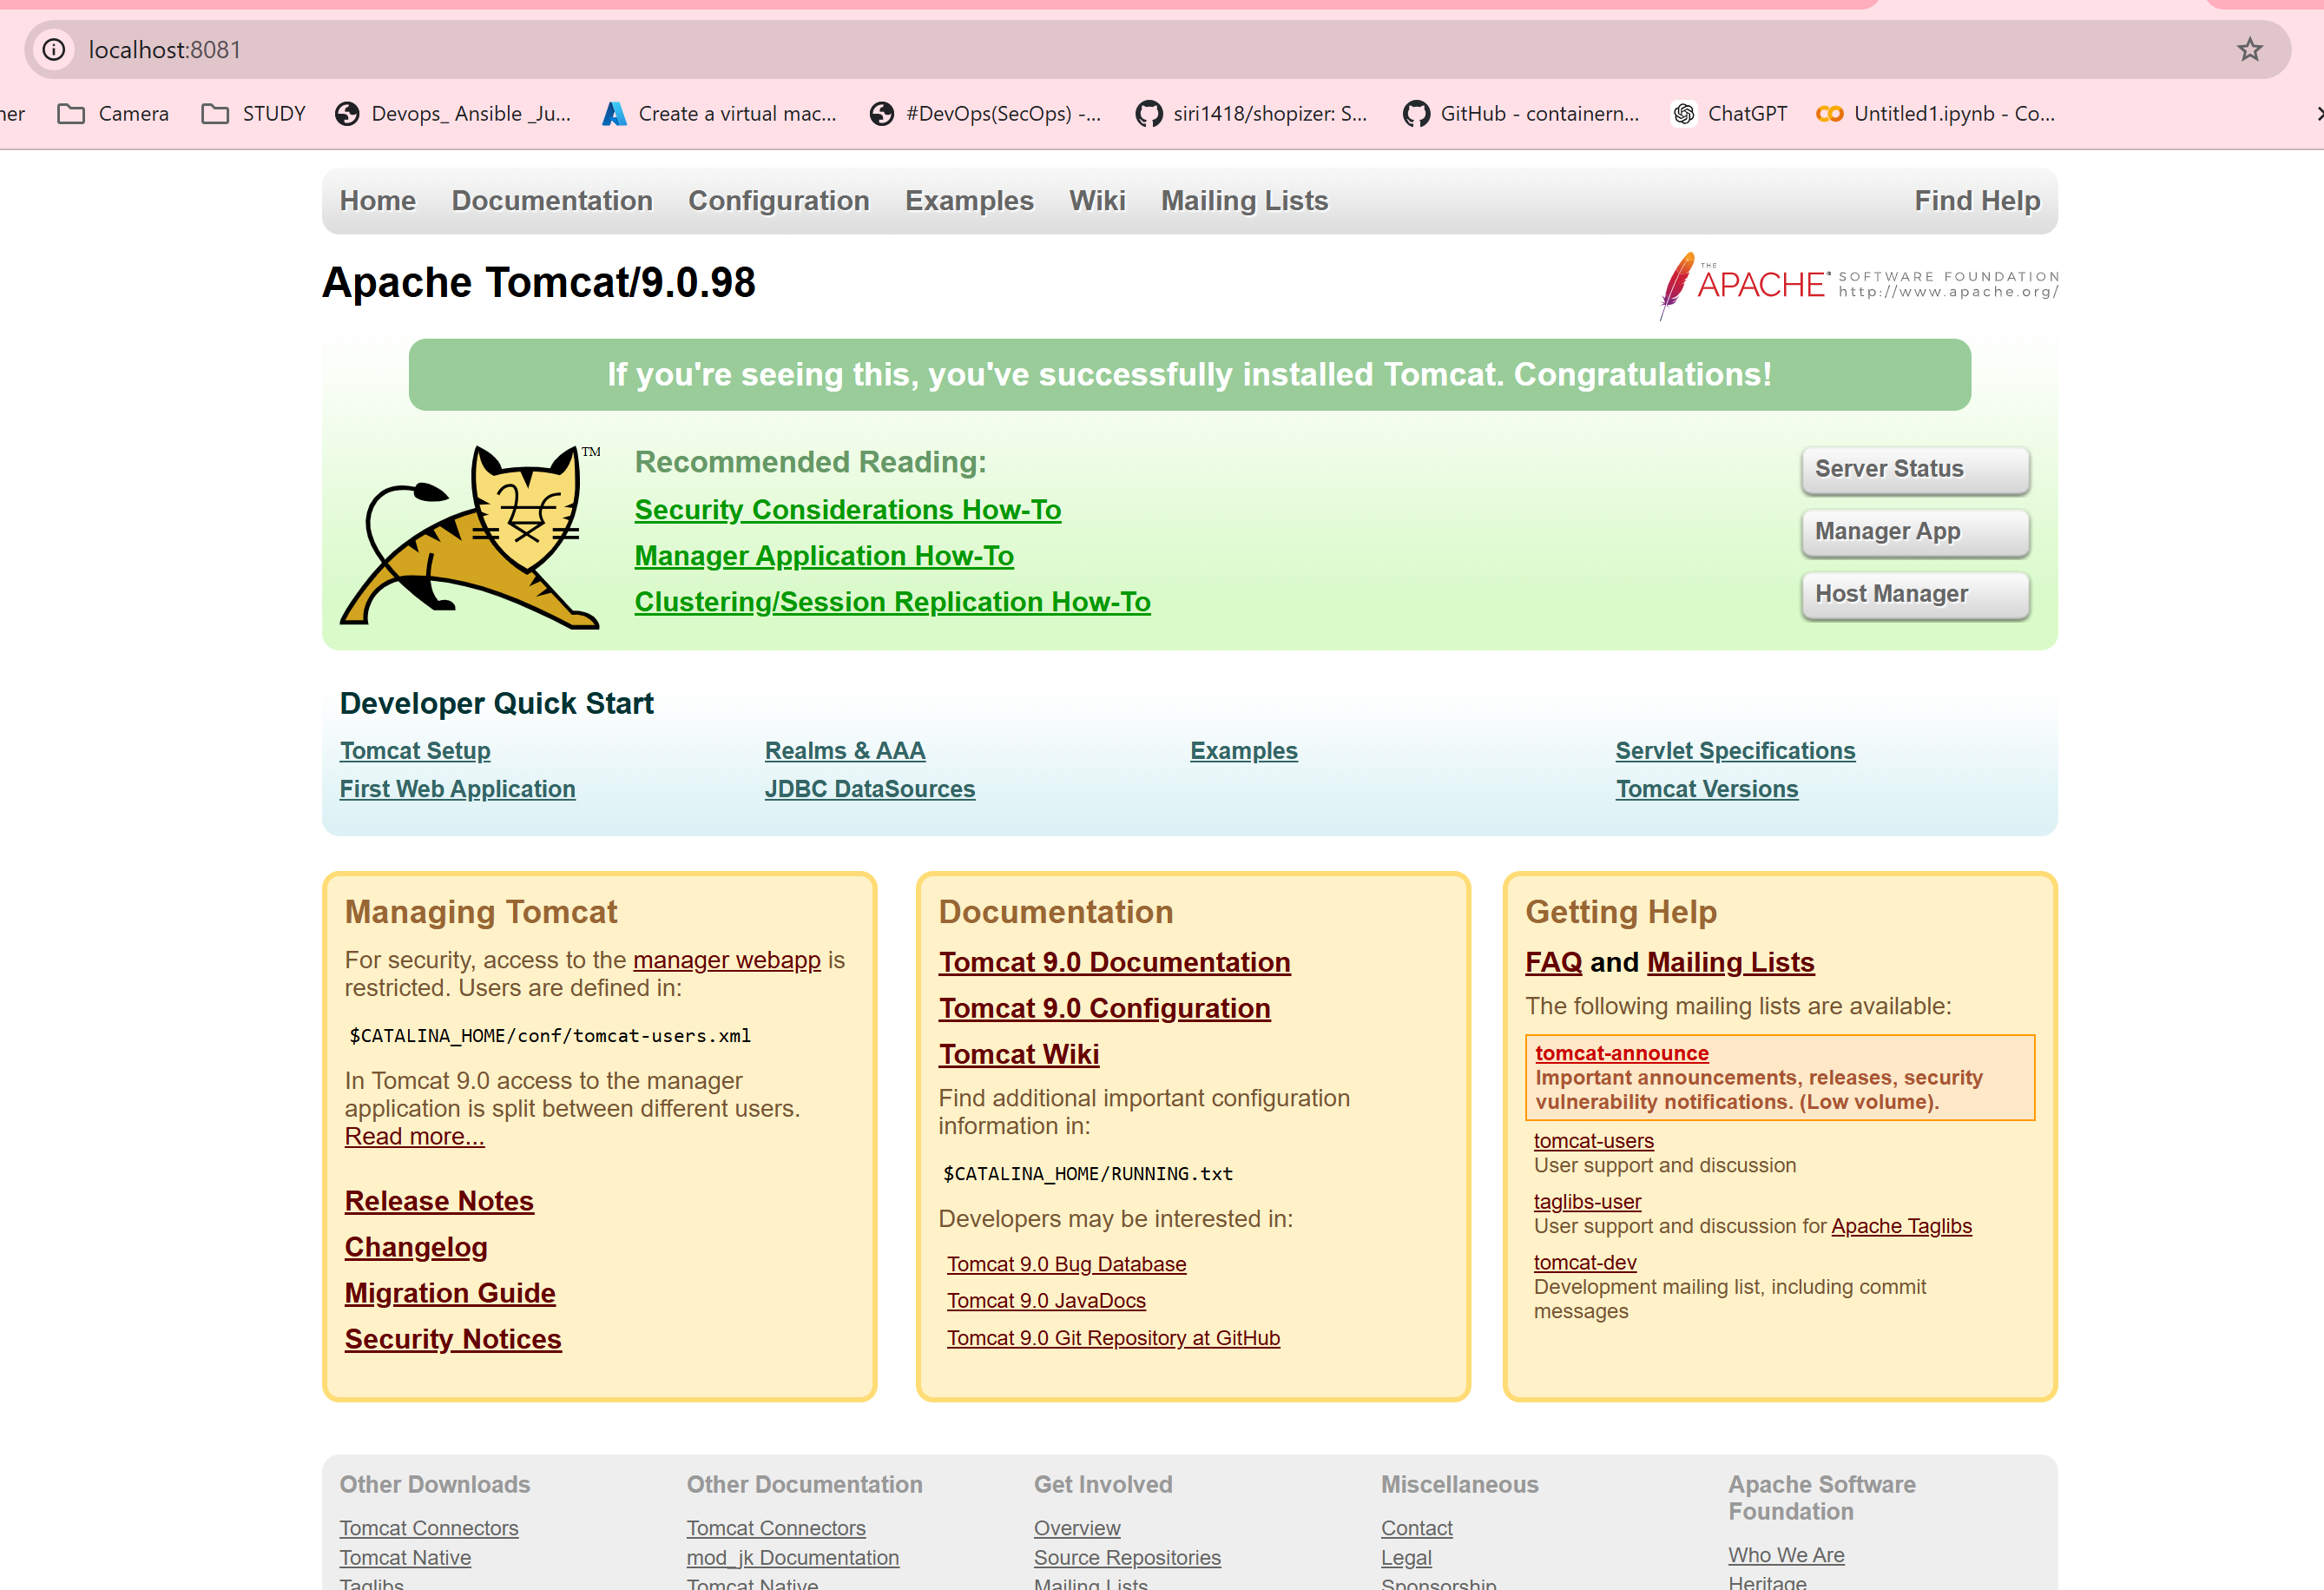 localhost:8081
ner Camera STUDY Devops_ Ansible _Ju... Create a virtual mac... #DevOps(SecOps) -... siri1418/shopizer: S... GitHub - containern... ChatGPT Untitled1.ipynb - Co...
Home Documentation Configuration Examples Wiki Mailing Lists Find Help
Apache Tomcat/9.0.98
THE APACHE® SOFTWARE FOUNDATION
http://www.apache.org/
If you're seeing this, you've successfully installed Tomcat. Congratulations!
TM
Recommended Reading:
Security Considerations How-To
Manager Application How-To
Clustering/Session Replication How-To
Server Status
Manager App
Host Manager
Developer Quick Start
Tomcat Setup
First Web Application
Realms & AAA
JDBC DataSources
Examples
Servlet Specifications
Tomcat Versions
Managing Tomcat
For security, access to the manager webapp is
restricted. Users are defined in:
$CATALINA_HOME/conf/tomcat-users.xml
In Tomcat 9.0 access to the manager
application is split between different users.
Read more...
Release Notes
Changelog
Migration Guide
Security Notices
Documentation
Tomcat 9.0 Documentation
Tomcat 9.0 Configuration
Tomcat Wiki
Find additional important configuration
information in:
$CATALINA_HOME/RUNNING.txt
Developers may be interested in:
Tomcat 9.0 Bug Database
Tomcat 9.0 JavaDocs
Tomcat 9.0 Git Repository at GitHub
Getting Help
FAQ and Mailing Lists
The following mailing lists are available:
tomcat-announce
Important announcements, releases, security
vulnerability notifications. (Low volume).
tomcat-users
User support and discussion
taglibs-user
User support and discussion for Apache Taglibs
tomcat-dev
Development mailing list, including commit
messages
Other Downloads
Tomcat Connectors
Tomcat Native
Taglibs
Other Documentation
Tomcat Connectors
mod_jk Documentation
Tomcat Native
Get Involved
Overview
Source Repositories
Mailing Lists
Miscellaneous
Contact
Legal
Sponsorship
Apache Software
Foundation
Who We Are
Heritage